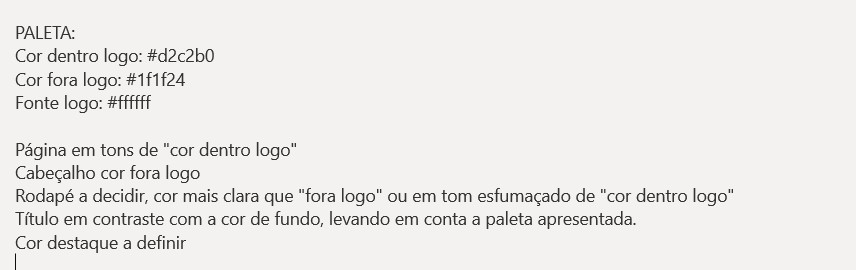 PALETA:
Cor dentro logo: #d2c2b0
Cor fora logo: #1f1f24
Fonte logo: #ffffff
Página em tons de "cor dentro logo"
Cabeçalho cor fora logo
Rodapé a decidir, cor mais clara que "fora logo" ou em tom esfumaçado de "cor dentro logo"
Título em contraste com a cor de fundo, levando em conta a paleta apresentada.
Cor destaque a definir